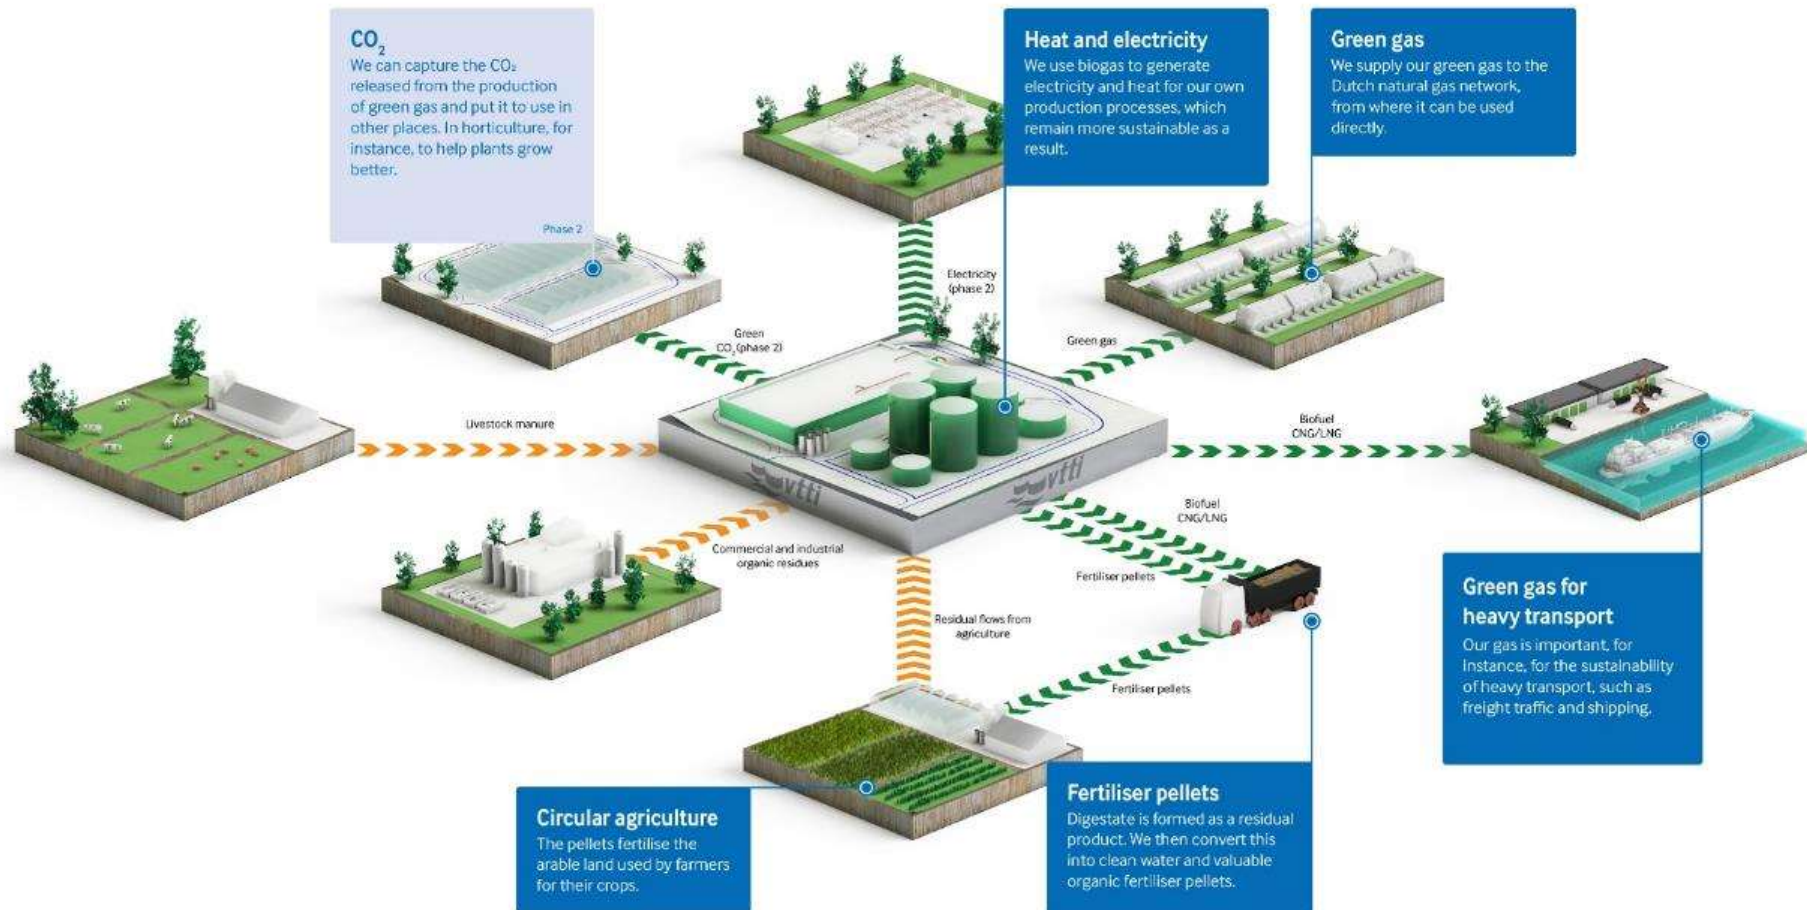 CO₂
We can capture the CO₂
released from the production
of green gas and put it to use in
other places. In horticulture, for
instance, to help plants grow
better.
Phase 2
Heat and electricity
We use biogas to generate
electricity and heat for our own
production processes, which
remain more sustainable as a
result.
Green gas
We supply our green gas to the
Dutch natural gas network,
from where it can be used
directly.
Electricity
(phase 2)
Green
CO₂ (phase 2)
Green gas
Livestock manure
Biofuel
CNG/LNG
vtti
vtti
Biofuel
CNG/LNG
Commercial and industrial
organic residues
Fertiliser pellets
Residual flows from
agriculture
Fertiliser pellets
Green gas for
heavy transport
Our gas is important, for
instance, for the sustainability
of heavy transport, such as
freight traffic and shipping.
Circular agriculture
The pellets fertilise the
arable land used by farmers
for their crops.
Fertiliser pellets
Digestate is formed as a residual
product. We then convert this
into clean water and valuable
organic fertiliser pellets.